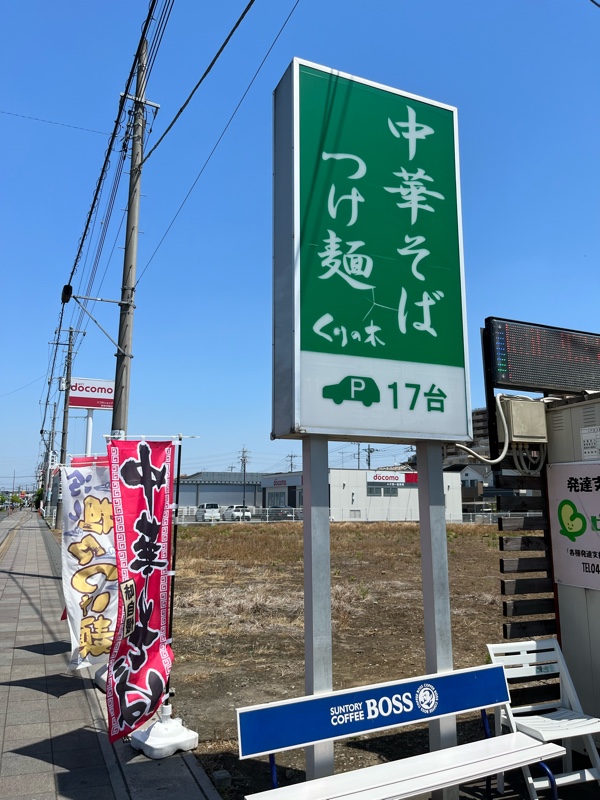 中華そば
つけ麺
くりの木
P 17台
docomo
docomo
中華そば
SUNTORY
COFFEE
BOSS
発達支
TEL04